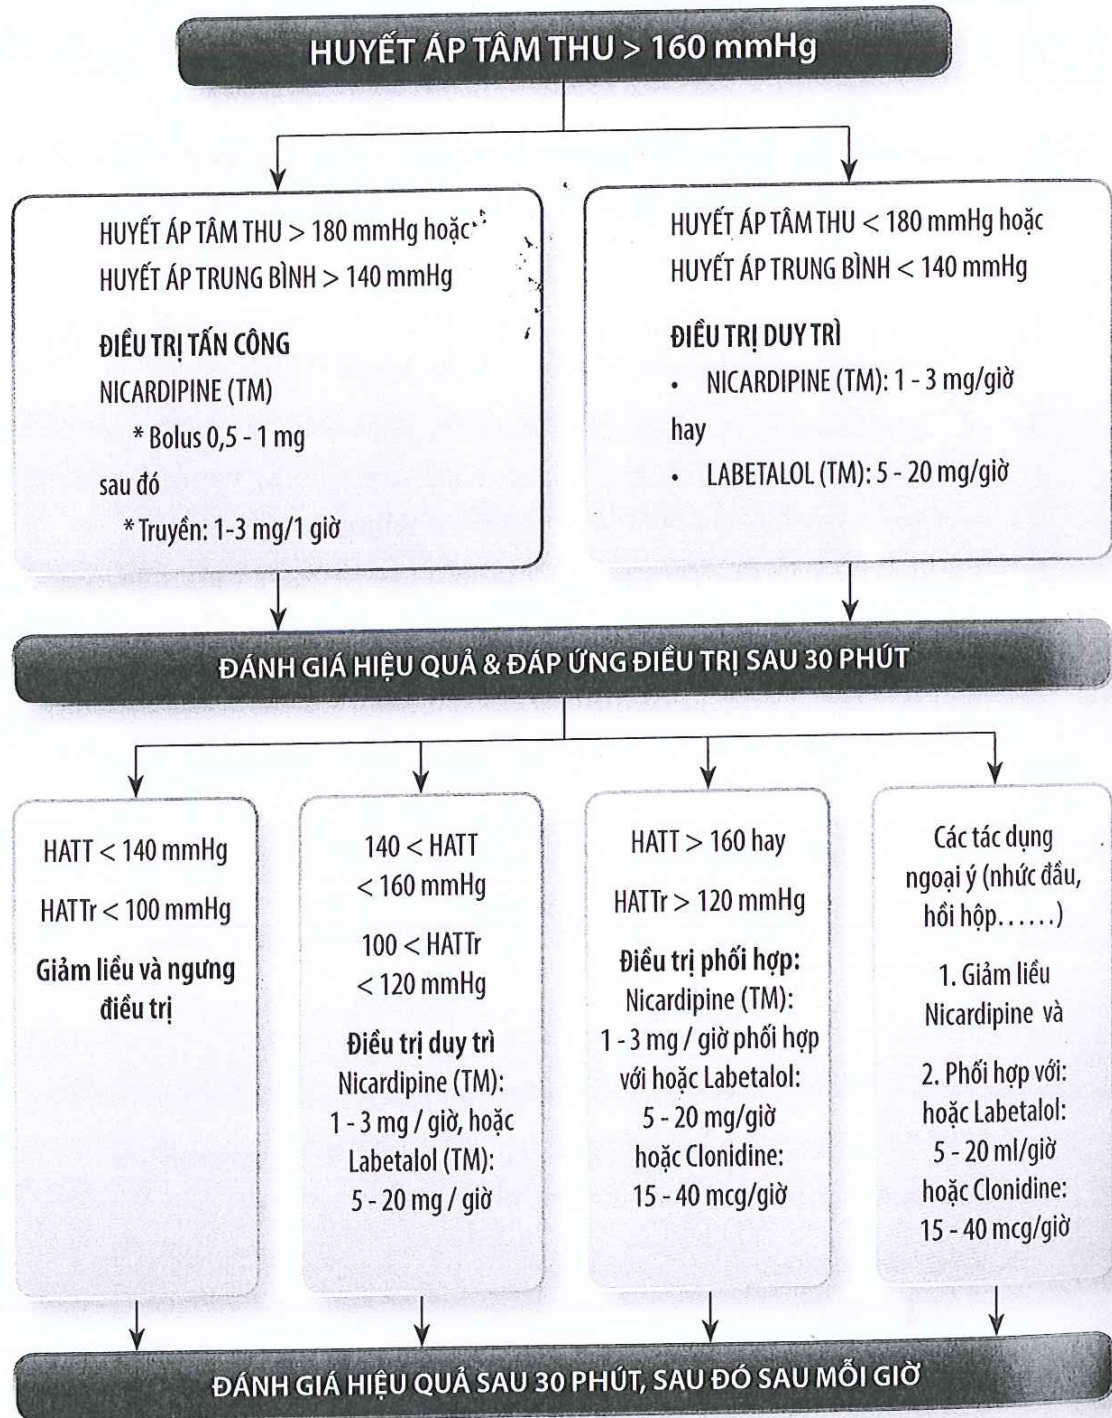 HUYẾT ÁP TÂM THU > 160 mmHg
HUYẾT ÁP TÂM THU > 180 mmHg hoặc
HUYẾT ÁP TRUNG BÌNH > 140 mmHg
ĐIỀU TRỊ TẤN CÔNG
NICARDIPINE (TM)
* Bolus 0,5 - 1 mg
sau đó
* Truyền: 1-3 mg/1 giờ
HUYẾT ÁP TÂM THU < 180 mmHg hoặc
HUYẾT ÁP TRUNG BÌNH < 140 mmHg
ĐIỀU TRỊ DUY TRÌ
• NICARDIPINE (TM): 1 - 3 mg/giờ
hay
• LABETALOL (TM): 5 - 20 mg/giờ
ĐÁNH GIÁ HIỆU QUẢ & ĐÁP ỨNG ĐIỀU TRỊ SAU 30 PHÚT
HATT < 140 mmHg
HATTr < 100 mmHg
Giảm liều và ngưng
điều trị
140 < HATT
< 160 mmHg
100 < HATTr
< 120 mmHg
Điều trị duy trì
Nicardipine (TM):
1 - 3 mg / giờ, hoặc
Labetalol (TM):
5 - 20 mg / giờ
HATT > 160 hay
HATTr > 120 mmHg
Điều trị phối hợp:
Nicardipine (TM):
1 - 3 mg / giờ phối hợp
với hoặc Labetalol:
5 - 20 mg/giờ
hoặc Clonidine:
15 - 40 mcg/giờ
Các tác dụng
ngoại ý (nhức đầu,
hồi hộp......)
1. Giảm liều
Nicardipine và
2. Phối hợp với:
hoặc Labetalol:
5 - 20 ml/giờ
hoặc Clonidine:
15 - 40 mcg/giờ
ĐÁNH GIÁ HIỆU QUẢ SAU 30 PHÚT, SAU ĐÓ SAU MỖI GIỜ